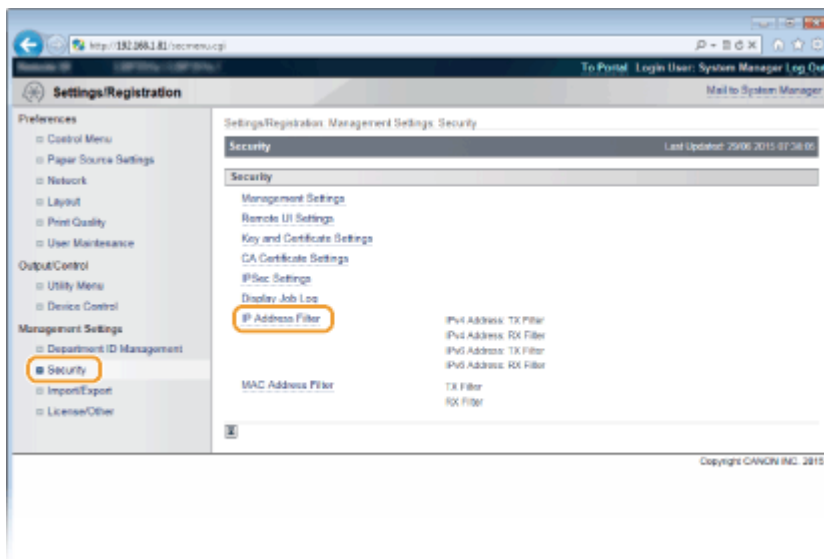 http://192.168.1.81/secmenu.cgi
To Portal Login User: System Manager Log Ou
Settings/Registration
Mail to System Manager
Preferences
Control Menu
Paper Source Settings
Network
Layout
Print Quality
User Maintenance
Output/Control
Utility Menu
Device Control
Management Settings
Department ID Management
Security
Import/Export
License/Other
Settings/Registration: Management Settings: Security
Security
Last Updated: 29/06 2015 07:38:05
Security
Management Settings
Remote UI Settings
Key and Certificate Settings
CA Certificate Settings
IPSec Settings
Display Job Log
IP Address Filter
IPv4 Address: TX Filter
IPv4 Address: RX Filter
IPv6 Address: TX Filter
IPv6 Address: RX Filter
MAC Address Filter
TX Filter
RX Filter
Copyright CANON INC. 2015